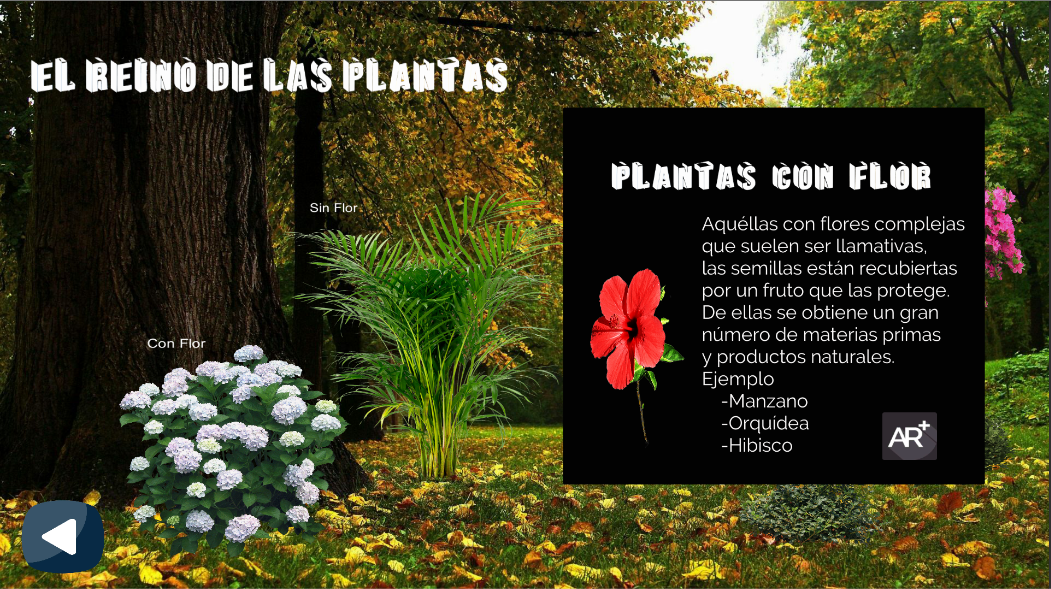 EL REINO DE LAS PLANTAS
Sin Flor
Con Flor
PLANTAS CON FLOR
Aquéllas con flores complejas
que suelen ser llamativas,
las semillas están recubiertas
por un fruto que las protege.
De ellas se obtiene un gran
número de materias primas
y productos naturales.
Ejemplo
-Manzano
-Orquídea
-Hibisco
AR+